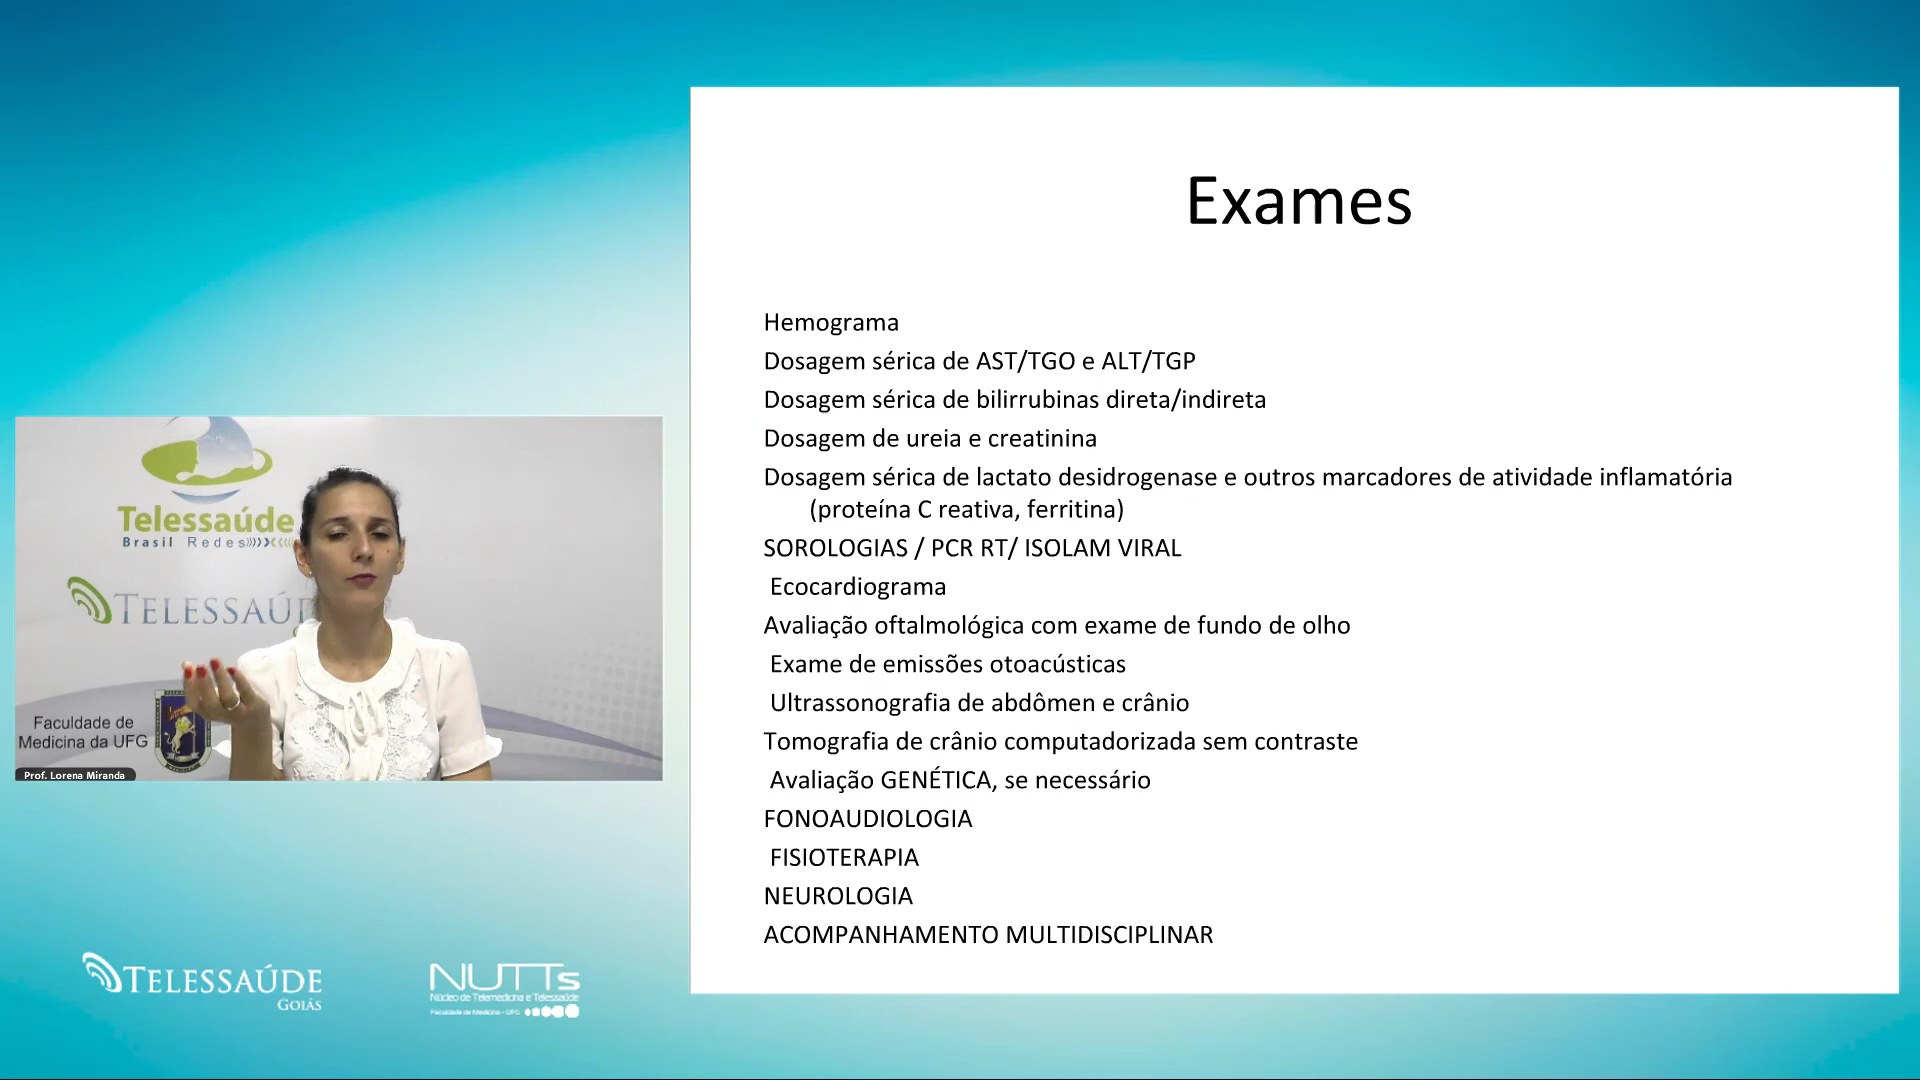 Exames
Hemograma
Dosagem sérica de AST/TGO e ALT/TGP
Dosagem sérica de bilirrubinas direta/indireta
Dosagem de ureia e creatinina
Dosagem sérica de lactato desidrogenase e outros marcadores de atividade inflamatória
(proteína C reativa, ferritina)
SOROLOGIAS / PCR RT/ ISOLAM VIRAL
Ecocardiograma
Avaliação oftalmológica com exame de fundo de olho
Exame de emissões otoacústicas
Ultrassonografia de abdômen e crânio
Tomografia de crânio computadorizada sem contraste
Avaliação GENÉTICA, se necessário
FONOAUDIOLOGIA
FISIOTERAPIA
NEUROLOGIA
ACOMPANHAMENTO MULTIDISCIPLINAR
Telessaúde
Brasil Redes
TELESSAÚD
Faculdade de
Medicina da UFG
Prof. Lorena Miranda
TELESSAÚDE
GOIÁS
NUTTs
Núcleo de Telemedicina e Telessaúde
Faculdade de Medicina - UFG